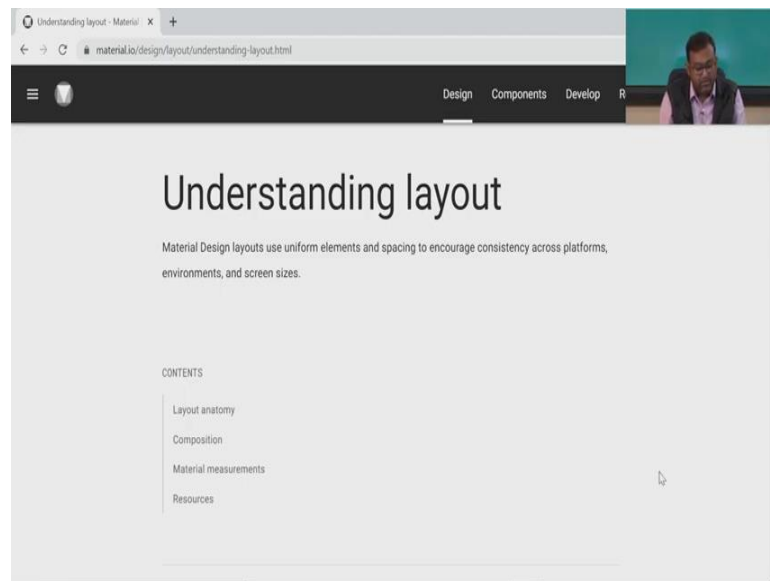 Understanding layout - Material
material.io/design/layout/understanding-layout.html
Design Components Develop R
Understanding layout
Material Design layouts use uniform elements and spacing to encourage consistency across platforms,
environments, and screen sizes.
CONTENTS
Layout anatomy
Composition
Material measurements
Resources